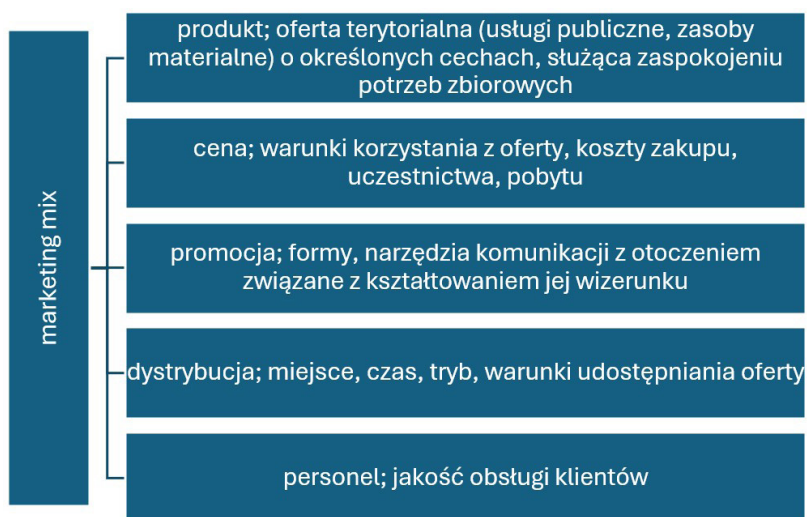 marketing mix
produkt; oferta terytorialna (usługi publiczne, zasoby
materialne) o określonych cechach, służąca zaspokojeniu
potrzeb zbiorowych
cena; warunki korzystania z oferty, koszty zakupu,
uczestnictwa, pobytu
promocja; formy, narzędzia komunikacji z otoczeniem
związane z kształtowaniem jej wizerunku
dystrybucja; miejsce, czas, tryb, warunki udostępniania oferty
personel; jakość obsługi klientów